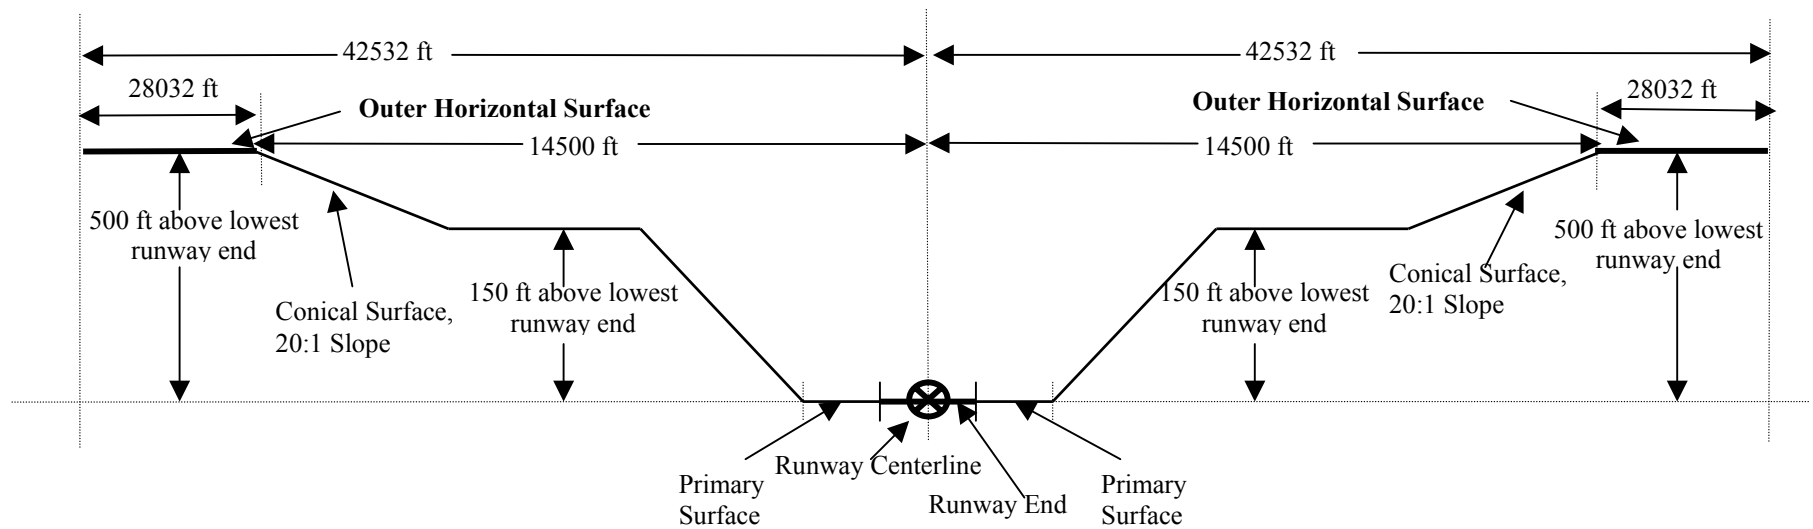 42532 ft
42532 ft
28032 ft
Outer Horizontal Surface
Outer Horizontal Surface
28032 ft
14500 ft
14500 ft
500 ft above lowest
runway end
500 ft above lowest
runway end
Conical Surface,
20:1 Slope
150 ft above lowest
runway end
150 ft above lowest
runway end
Conical Surface,
20:1 Slope
Runway Centerline
Primary
Surface
Runway End
Primary
Surface